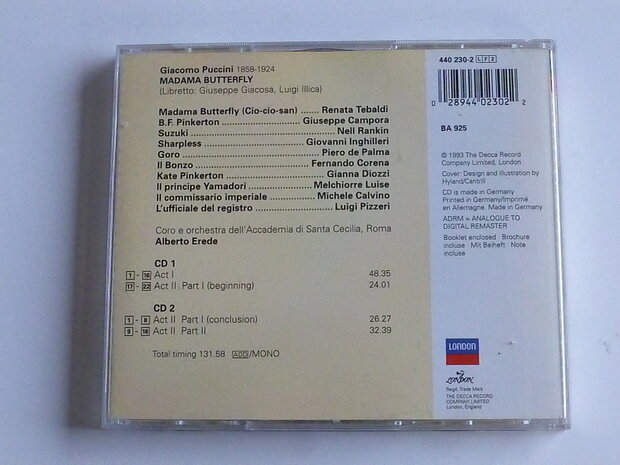 Giacomo Puccini 1858-1924
MADAMA BUTTERFLY
(Libretto: Giuseppe Giacosa, Luigi Illica)
Madama Butterfly (Cio-cio-san) ....... Renata Tebaldi
B.F. Pinkerton ............................ Giuseppe Campora
Suzuki ................................................ Nell Rankin
Sharpless ................................ Giovanni Inghilleri
Goro .......................................... Piero de Palma
Il Bonzo .................................. Fernando Corena
Kate Pinkerton ................................ Gianna Diozzi
Il principe Yamadori .................. Melchiorre Luise
Il commissario imperiale .............. Michele Calvino
L'ufficale del registro ........................ Luigi Pizzeri
Coro e orchestra dell'Accademia di Santa Cecilia, Roma
Alberto Erede
CD 1
1 - 16 Act I 48.35
17 - 22 Act II Part I (beginning) 24.01
CD 2
1 - 8 Act II Part I (conclusion) 26.27
9 - 18 Act II Part II 32.39
Total timing 131.58 ADD/MONO
440 230-2 L F 2
0 28944 02302 2
BA 925
© 1993 The Decca Record
Company Limited, London
Cover: Design and illustration by
Hyland/Cantrill
CD is made in Germany
Printed in Germany/Imprimé
en Allemagne. Made in Germany
ADRM = ANALOGUE TO
DIGITAL REMASTER
Booklet enclosed · Brochure
incluse · Mit Beiheft · Note
incluse
LONDON
London
Regd. Trade Mark
THE DECCA RECORD
COMPANY LIMITED
London, England